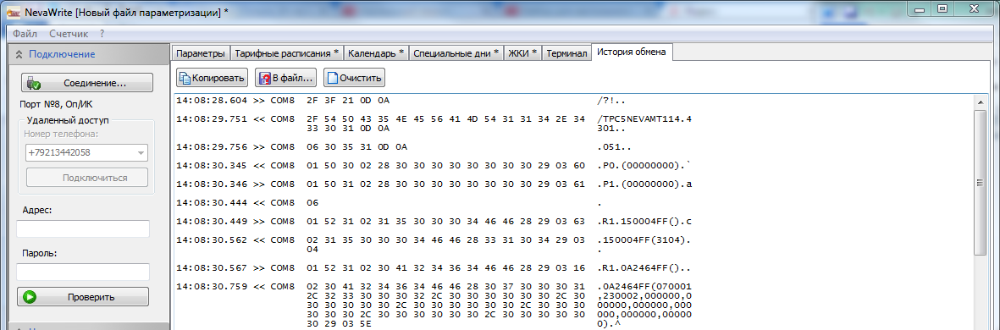 NevaWrite [Новый файл параметризации] *
Файл Счетчик ?
Подключение
Соединение...
Порт №8, Оп/ИК
Удаленный доступ
Номер телефона:
+79213442058
Подключиться
Адрес:
Пароль:
Проверить
Параметры Тарифные расписания * Календарь * Специальные дни * ЖКИ * Терминал История обмена
Копировать В файл... Очистить
14:08:28.604 >> COM8 2F 3F 21 0D 0A /?!..
14:08:29.751 << COM8 2F 54 50 43 35 4E 45 56 41 4D 54 31 31 34 2E 34 /TPC5NEVAMT114.4
33 30 31 0D 0A 301..
14:08:29.756 >> COM8 06 30 35 31 0D 0A .051..
14:08:30.345 << COM8 01 50 30 02 28 30 30 30 30 30 30 30 30 29 03 60 .P0.(00000000).`
14:08:30.346 >> COM8 01 50 31 02 28 30 30 30 30 30 30 30 30 29 03 61 .P1.(00000000).a
14:08:30.444 << COM8 06 .
14:08:30.449 >> COM8 01 52 31 02 31 35 30 30 30 34 46 46 28 29 03 63 .R1.150004FF().c
14:08:30.562 << COM8 02 31 35 30 30 30 34 46 46 28 33 31 30 34 29 03 .150004FF(3104).
04 .
14:08:30.567 >> COM8 01 52 31 02 30 41 32 34 36 34 46 46 28 29 03 16 .R1.0A2464FF()..
14:08:30.759 << COM8 02 30 41 32 34 36 34 46 46 28 30 37 30 30 30 31 .0A2464FF(070001
2C 32 33 30 30 30 32 2C 30 30 30 30 30 30 2C 30 ,230002,000000,0
30 30 30 30 30 2C 30 30 30 30 30 30 2C 30 30 30 00000,000000,000
30 30 30 2C 30 30 30 30 30 30 2C 30 30 30 30 30 000,000000,00000
30 29 03 5E 0).^